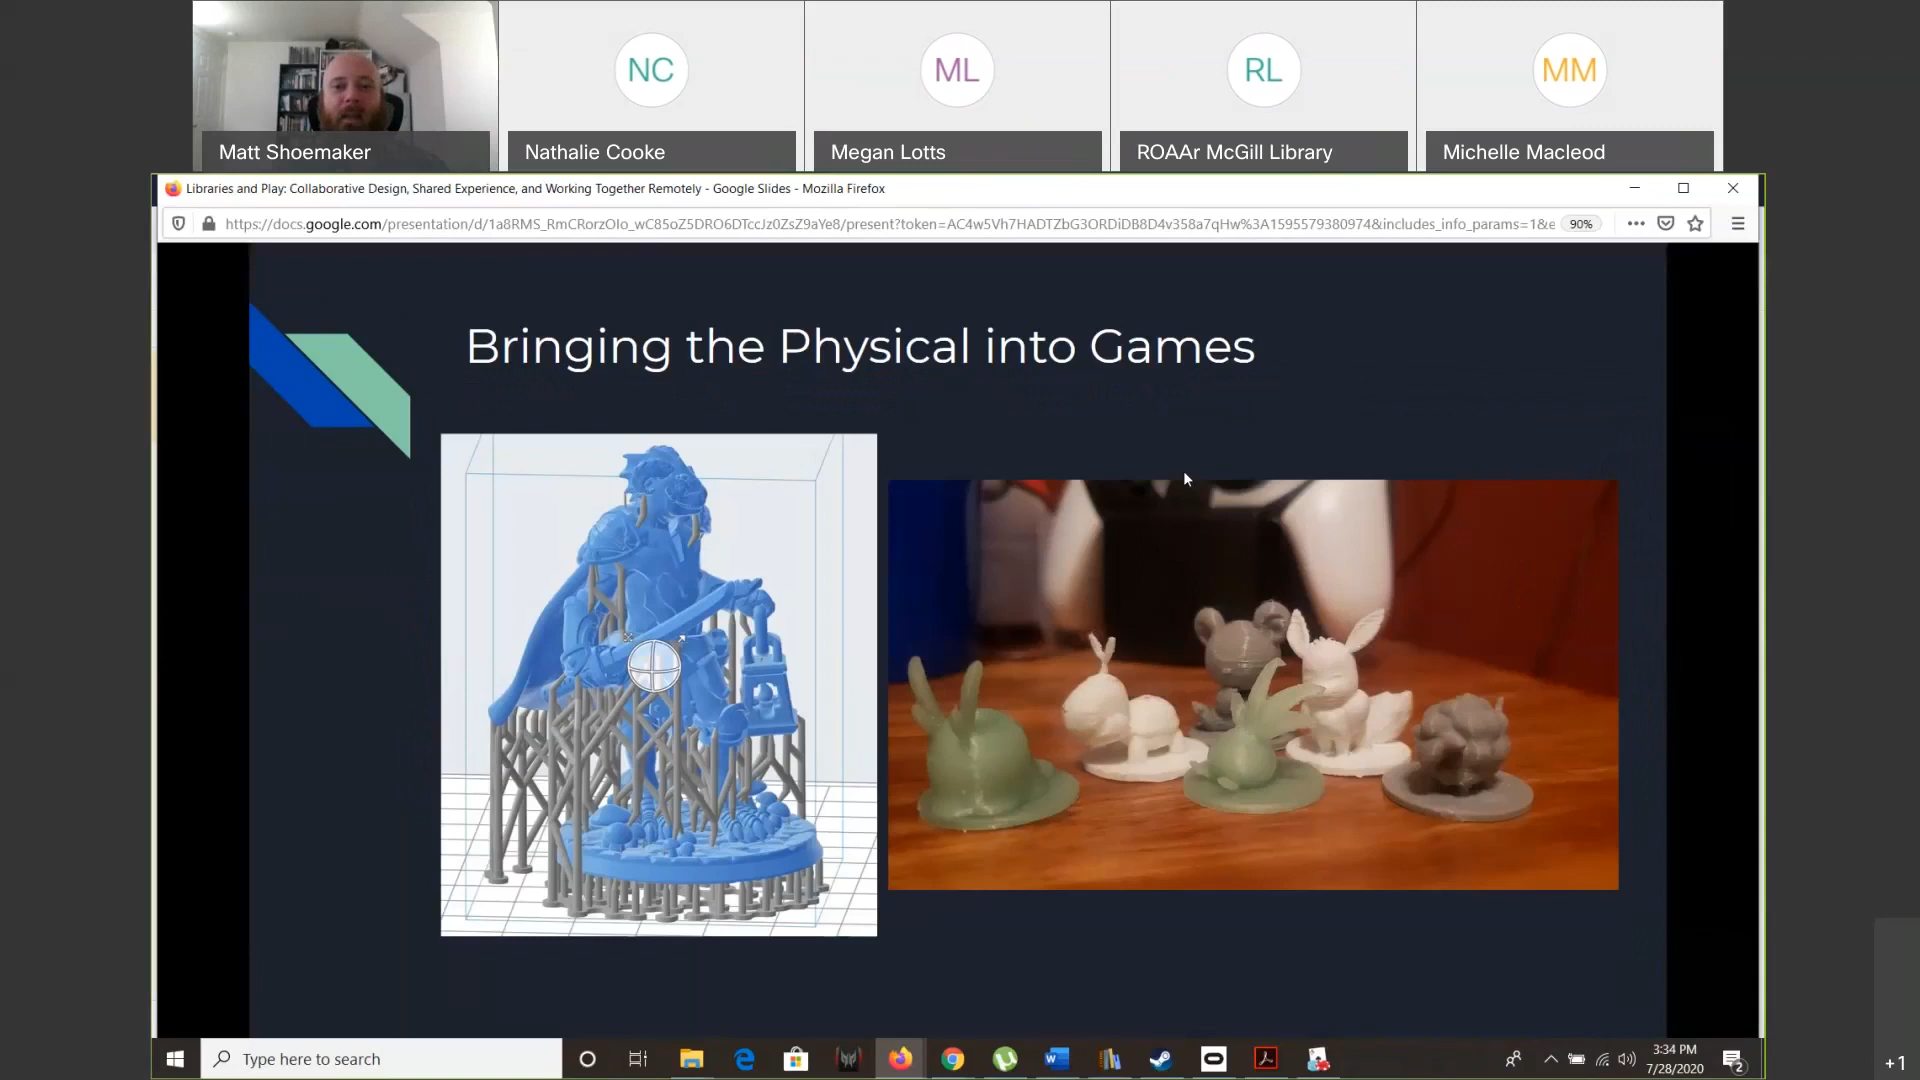 NC
ML
RL
MM
Matt Shoemaker
Nathalie Cooke
Megan Lotts
ROAAr McGill Library
Michelle Macleod
Libraries and Play: Collaborative Design, Shared Experience, and Working Together Remotely - Google Slides - Mozilla Firefox
https://docs.google.com/presentation/d/1a8RMS_RmCRorzOIo_wC85oZ5DRO6DTccJz0ZsZ9aYe8/present?token=AC4w5Vh7HADTZbG3ORDiDB8D4v358a7qHw%3A1595579380974&includes_info_params=1&e
90%
Bringing the Physical into Games
Type here to search
3:34 PM
7/28/2020
2
+1